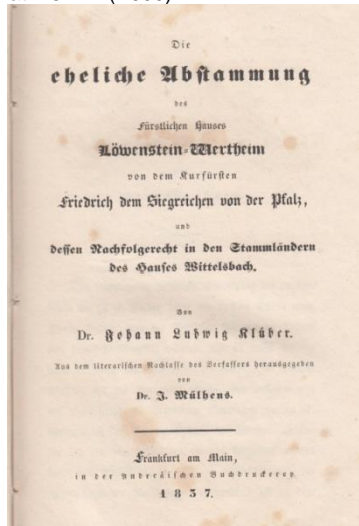 Die
eheliche Abstammung
des
Fürstlichen Hauses
Löwenstein-Wertheim
von dem Kurfürsten
Friedrich dem Siegreichen von der Pfalz,
und
dessen Nachfolgerecht in den Stammländern
des Hauses Wittelsbach.
Von
Dr. Johann Ludwig Klüber.
Aus dem literarischen Nachlasse des Verfassers herausgegeben
von
Dr. J. Mülhens.
Frankfurt am Main,
in der Andreäischen Buchdruckerey.
1837.